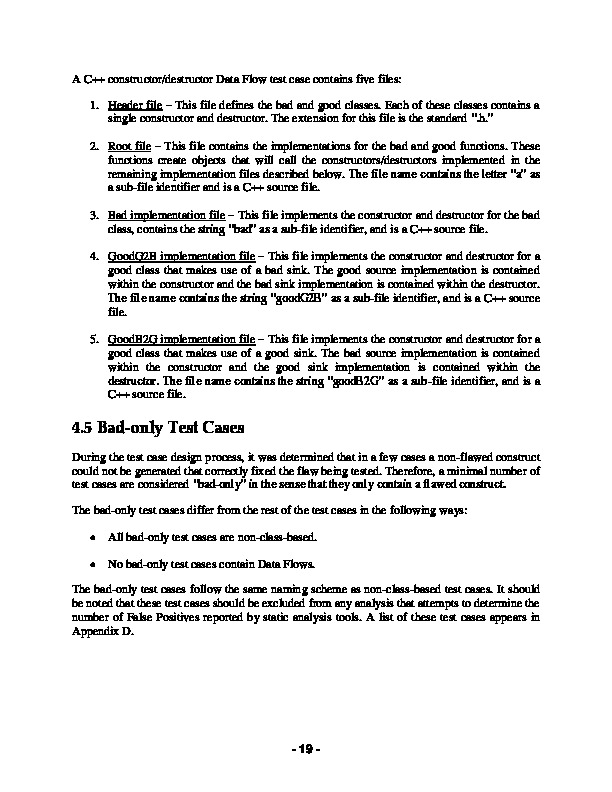 A C++ constructor/destructor Data Flow test case contains five files:
1. Header file – This file defines the bad and good classes. Each of these classes contains a
single constructor and destructor. The extension for this file is the standard ".h."
2. Root file – This file contains the implementations for the bad and good functions. These
functions create objects that will call the constructors/destructors implemented in the
remaining implementation files described below. The file name contains the letter "a" as
a sub-file identifier and is a C++ source file.
3. Bad implementation file – This file implements the constructor and destructor for the bad
class, contains the string "bad" as a sub-file identifier, and is a C++ source file.
4. GoodG2B implementation file – This file implements the constructor and destructor for a
good class that makes use of a bad sink. The good source implementation is contained
within the constructor and the bad sink implementation is contained within the destructor.
The file name contains the string "goodG2B" as a sub-file identifier, and is a C++ source
file.
5. GoodB2G implementation file – This file implements the constructor and destructor for a
good class that makes use of a good sink. The bad source implementation is contained
within the constructor and the good sink implementation is contained within the
destructor. The file name contains the string "goodB2G" as a sub-file identifier, and is a
C++ source file.
4.5 Bad-only Test Cases
During the test case design process, it was determined that in a few cases a non-flawed construct
could not be generated that correctly fixed the flaw being tested. Therefore, a minimal number of
test cases are considered "bad-only" in the sense that they only contain a flawed construct.
The bad-only test cases differ from the rest of the test cases in the following ways:
• All bad-only test cases are non-class-based.
• No bad-only test cases contain Data Flows.
The bad-only test cases follow the same naming scheme as non-class-based test cases. It should
be noted that these test cases should be excluded from any analysis that attempts to determine the
number of False Positives reported by static analysis tools. A list of these test cases appears in
Appendix D.
- 19 -